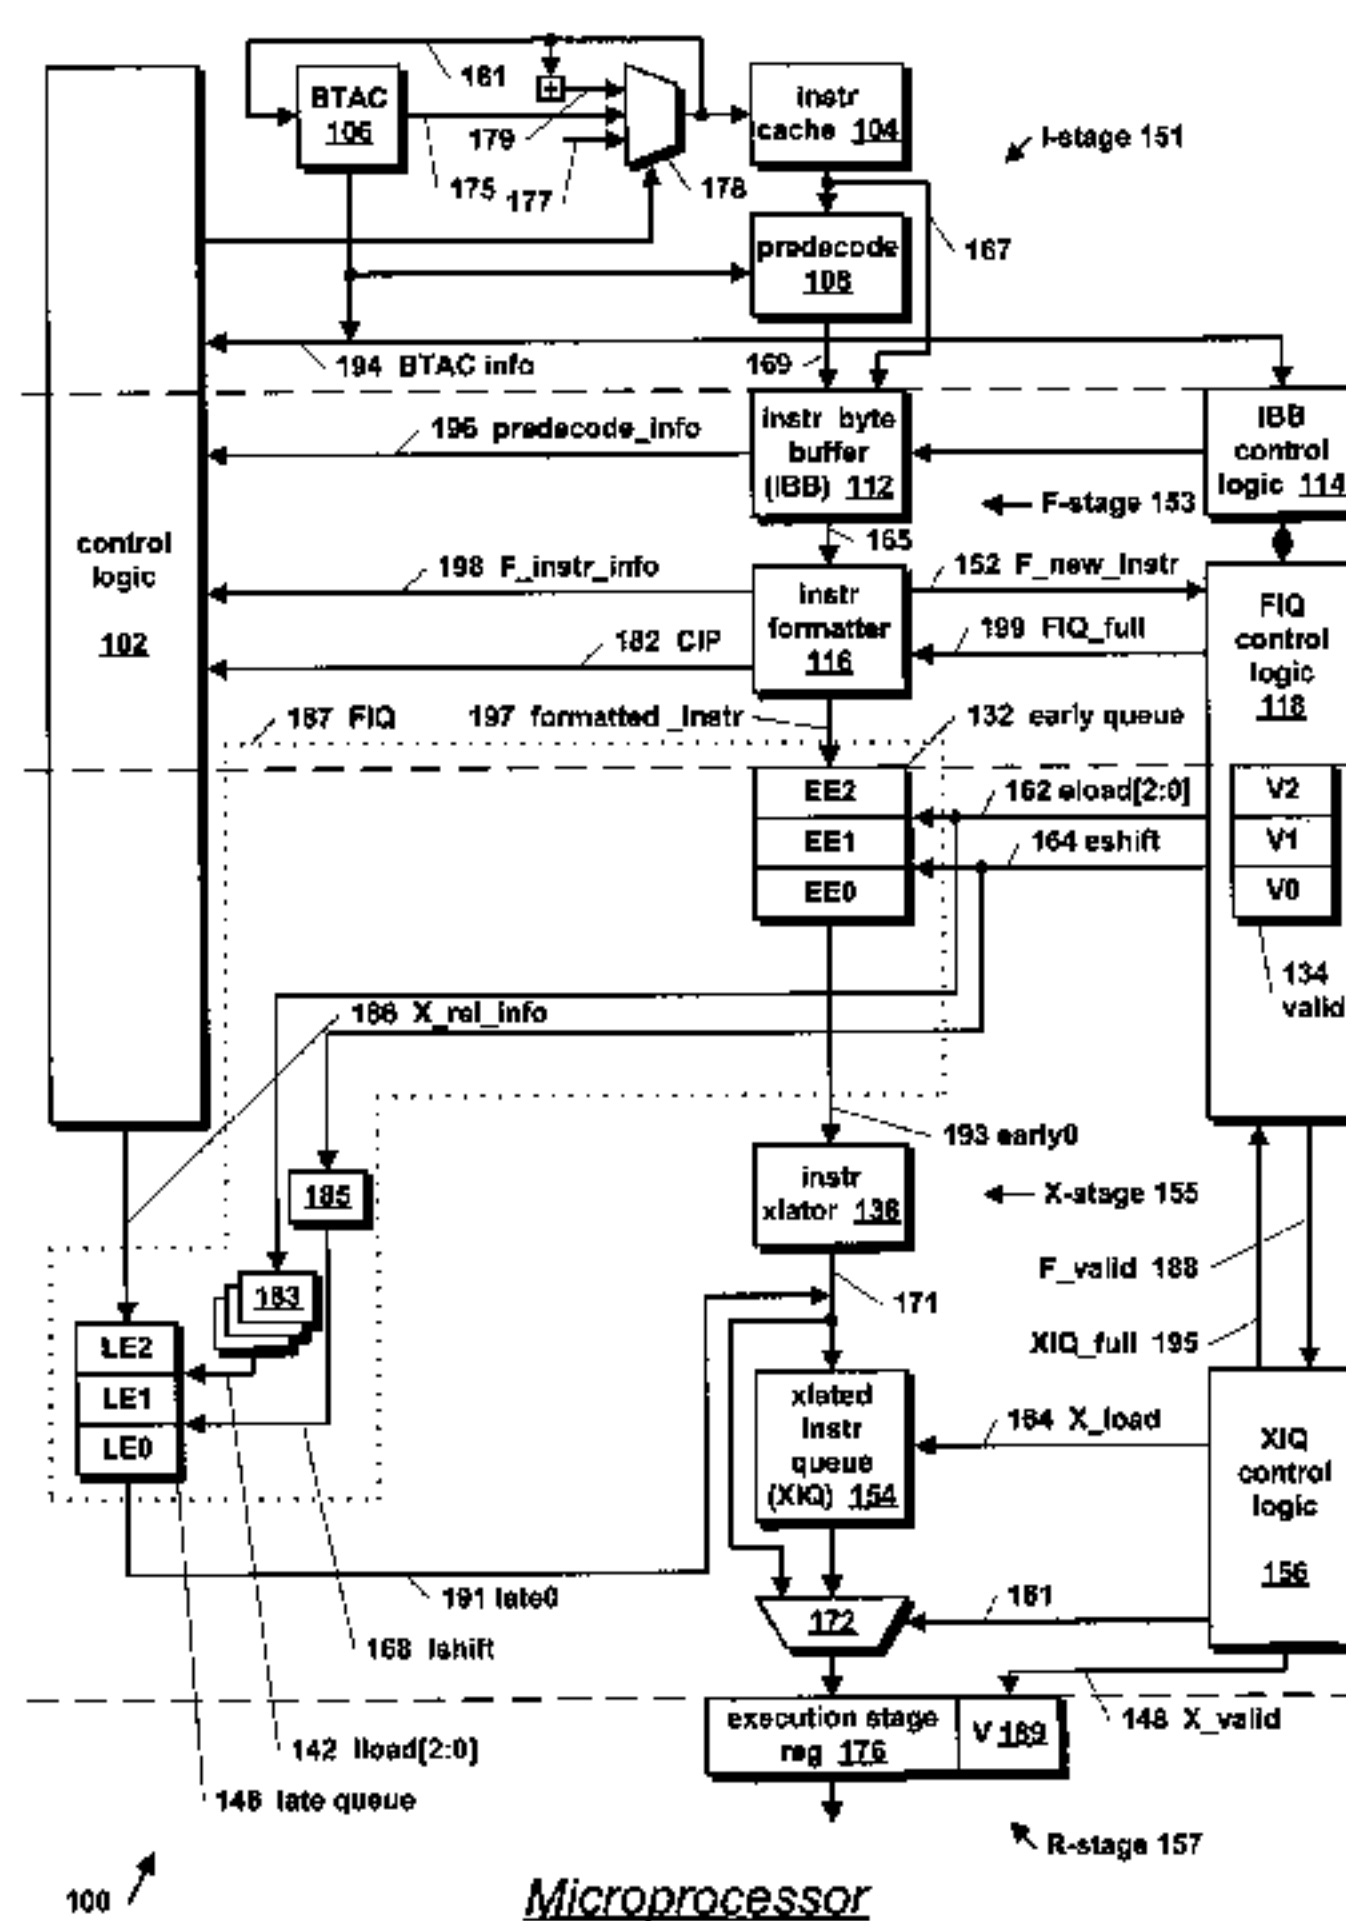 181
BTAC
106
179
175
177
178
instr
cache 104
I-stage 151
167
predecode
108
169
194 BTAC info
instr byte
buffer
(IBB) 112
IBB
control
logic 114
196 predecode_info
F-stage 153
165
control
logic
102
198 F_instr_info
152 F_new_instr
instr
formatter
116
199 FIQ_full
182 CIP
FIQ
control
logic
118
187 FIQ
197 formatted_instr
132 early queue
EE2
EE1
EE0
162 eload[2:0]
164 eshift
V2
V1
V0
134
valid
186 X_rel_info
193 early0
instr
xlator 138
X-stage 155
185
183
F_valid 188
171
XIQ_full 195
LE2
LE1
LE0
xlated
instr
queue
(XIQ) 154
164 X_load
XIQ
control
logic
156
191 late0
168 lshift
172
161
execution stage
reg 176
V 189
148 X_valid
142 lload[2:0]
146 late queue
R-stage 157
100
Microprocessor